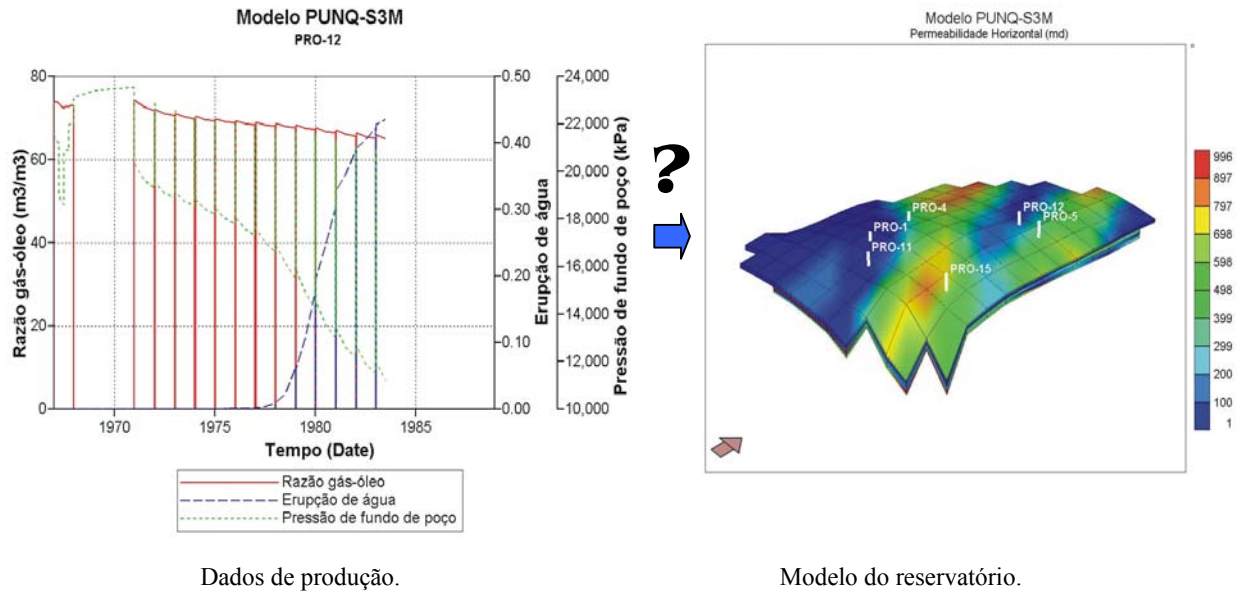 Modelo PUNQ-S3M
PRO-12
Razão gás-óleo (m3/m3)
80
60
40
20
0
0.50
0.40
0.30
0.20
0.10
0.00
Erupção de água
24,000
22,000
20,000
18,000
16,000
14,000
12,000
10,000
Pressão de fundo de poço (kPa)
1970 1975 1980 1985
Tempo (Date)
Razão gás-óleo
Erupção de água
Pressão de fundo de poço
?
Modelo PUNQ-S3M
Permeabilidade Horizontal (md)
PRO-4
PRO-12
PRO-1
PRO-5
PRO-11
PRO-15
996
897
797
698
598
498
399
299
200
100
1
Dados de produção.
Modelo do reservatório.